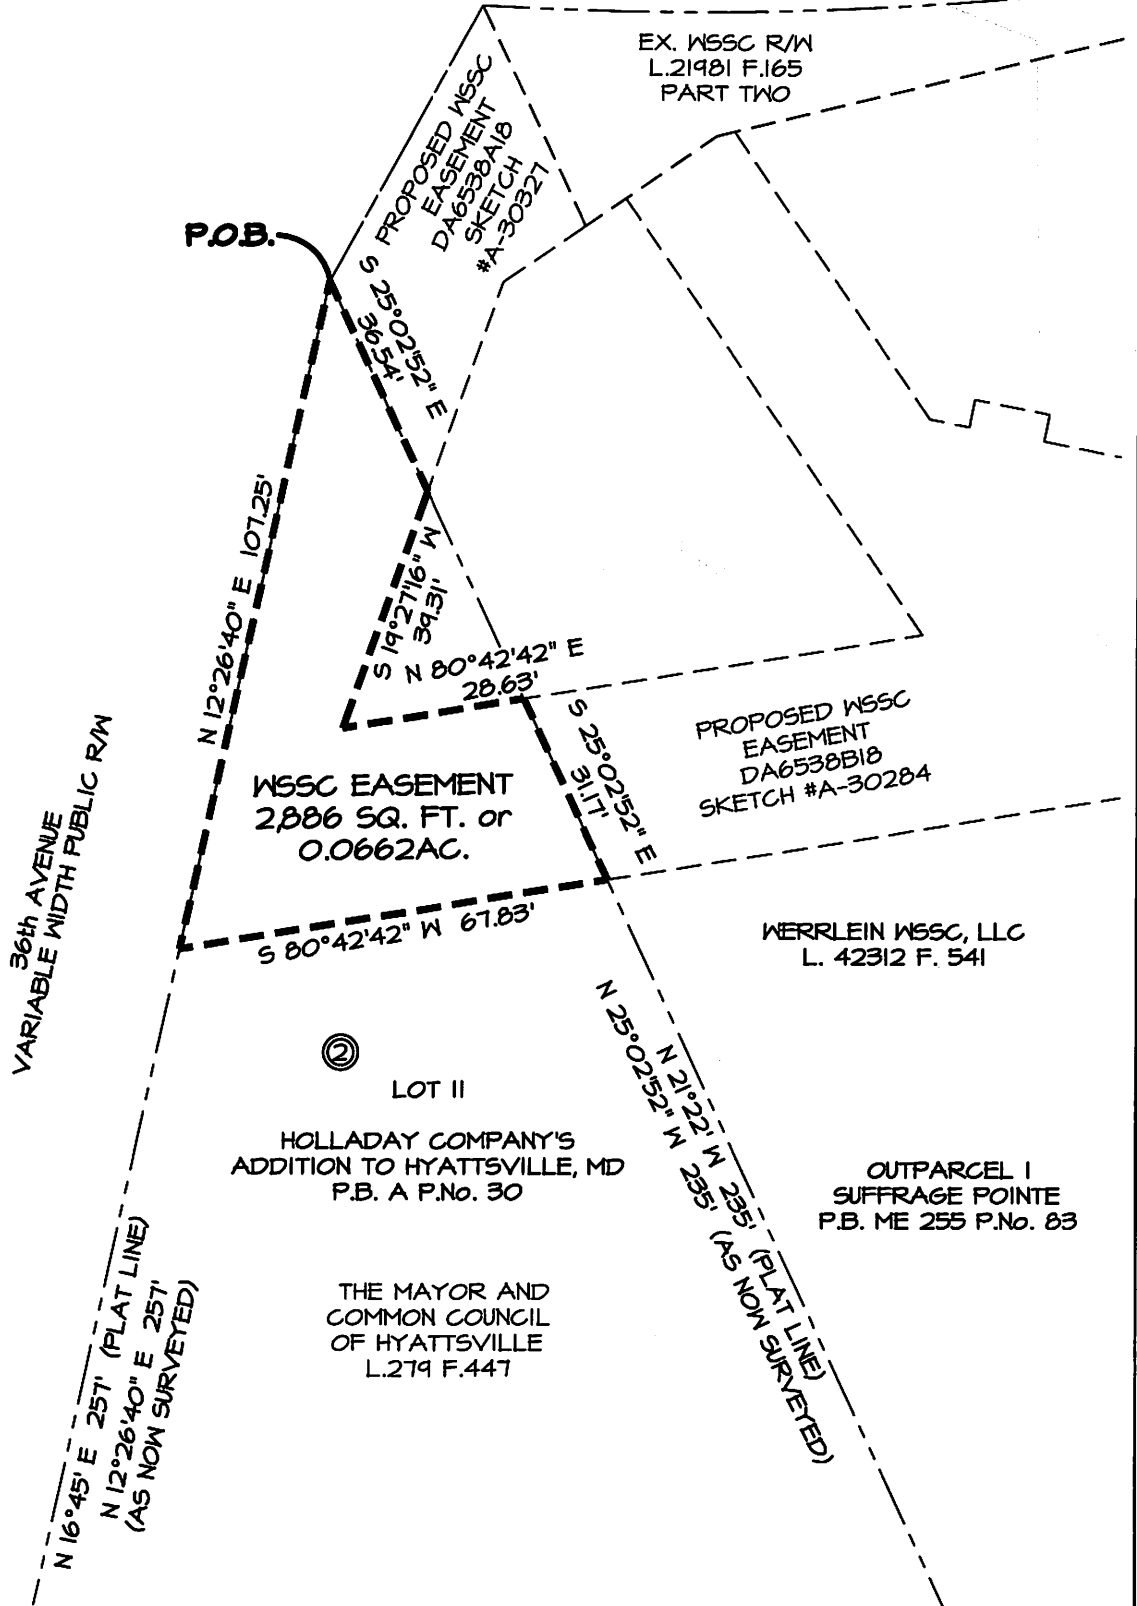 EX. WSSC R/W
L.21981 F.165
PART TWO
PROPOSED WSSC
EASEMENT
DA6538A18
SKETCH
#A-30327
P.O.B.
S 25°02'52" E
36.54'
N 12°26'40" E 107.25'
S 19°27'16" W
39.31'
N 80°42'42" E
28.63'
S 25°02'52" E
31.17'
PROPOSED WSSC
EASEMENT
DA6538B18
SKETCH #A-30284
WSSC EASEMENT
2,886 SQ. FT. or
0.0662AC.
36th AVENUE
VARIABLE WIDTH PUBLIC R/W
S 80°42'42" W 67.83'
WERRLEIN WSSC, LLC
L. 42312 F. 541
N 21°22' W 235' (PLAT LINE)
N 25°02'52" W 235' (AS NOW SURVEYED)
2
LOT 11
HOLLADAY COMPANY'S
ADDITION TO HYATTSVILLE, MD
P.B. A P.No. 30
OUTPARCEL 1
SUFFRAGE POINTE
P.B. ME 255 P.No. 83
THE MAYOR AND
COMMON COUNCIL
OF HYATTSVILLE
L.279 F.447
N 16°45' E 257' (PLAT LINE)
N 12°26'40" E 257'
(AS NOW SURVEYED)